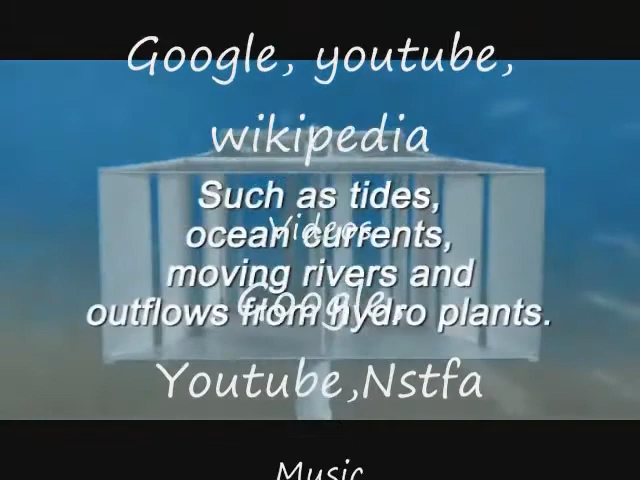 Google, youtube,
wikipedia
Such as tides,
Videos
ocean currents,
moving rivers and
Google,
outflows from hydro plants.
Youtube,Nstfa
Music